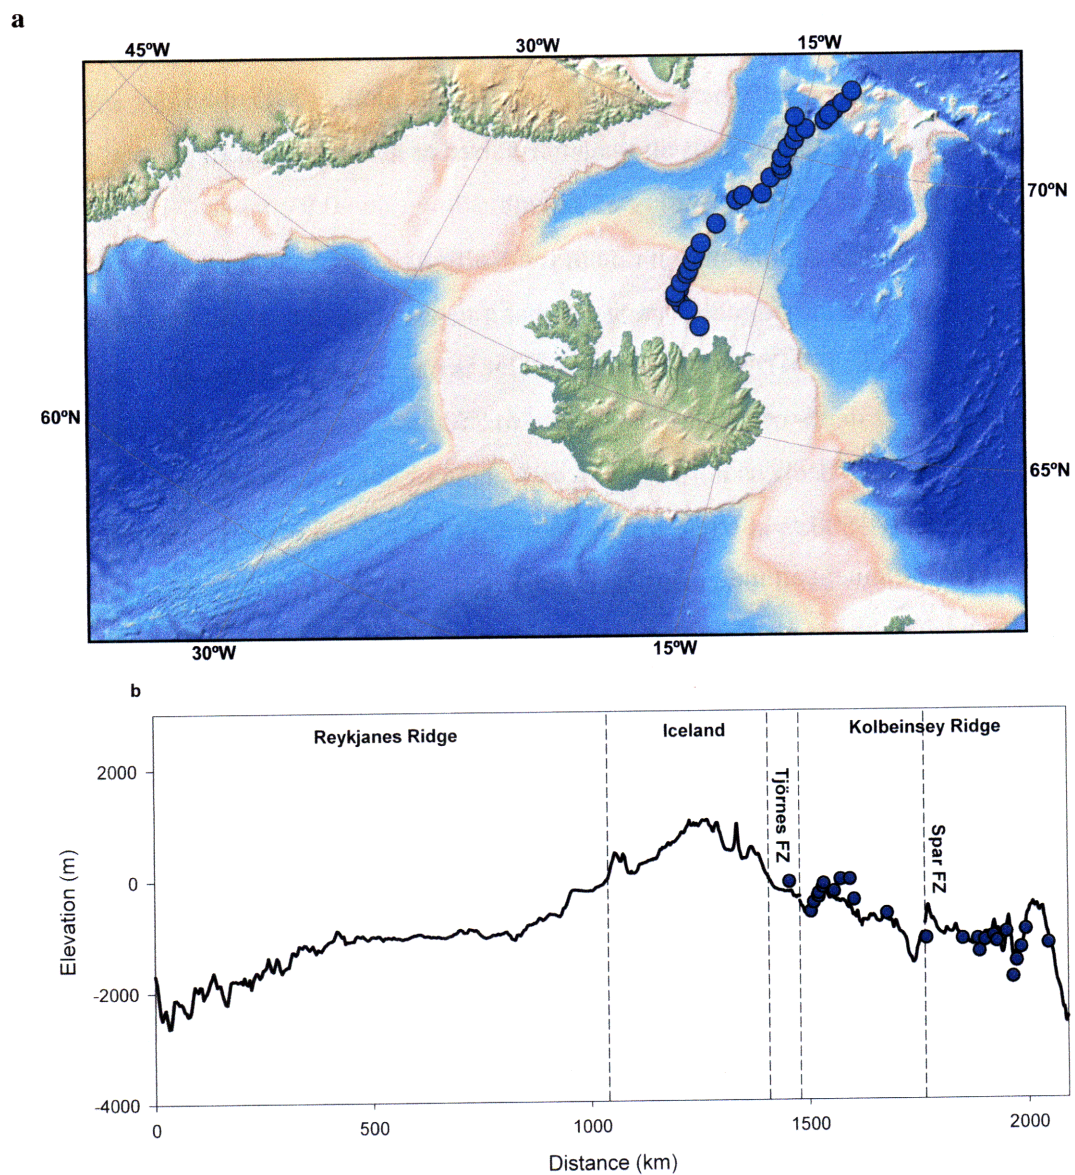 a
45ºW
30ºW
15ºW
70ºN
60ºN
65ºN
30ºW
15ºW
b
Reykjanes Ridge
Iceland
Kolbeinsey Ridge
Tjörnes FZ
Spar FZ
2000
0
-2000
-4000
Elevation (m)
0
500
1000
1500
2000
Distance (km)